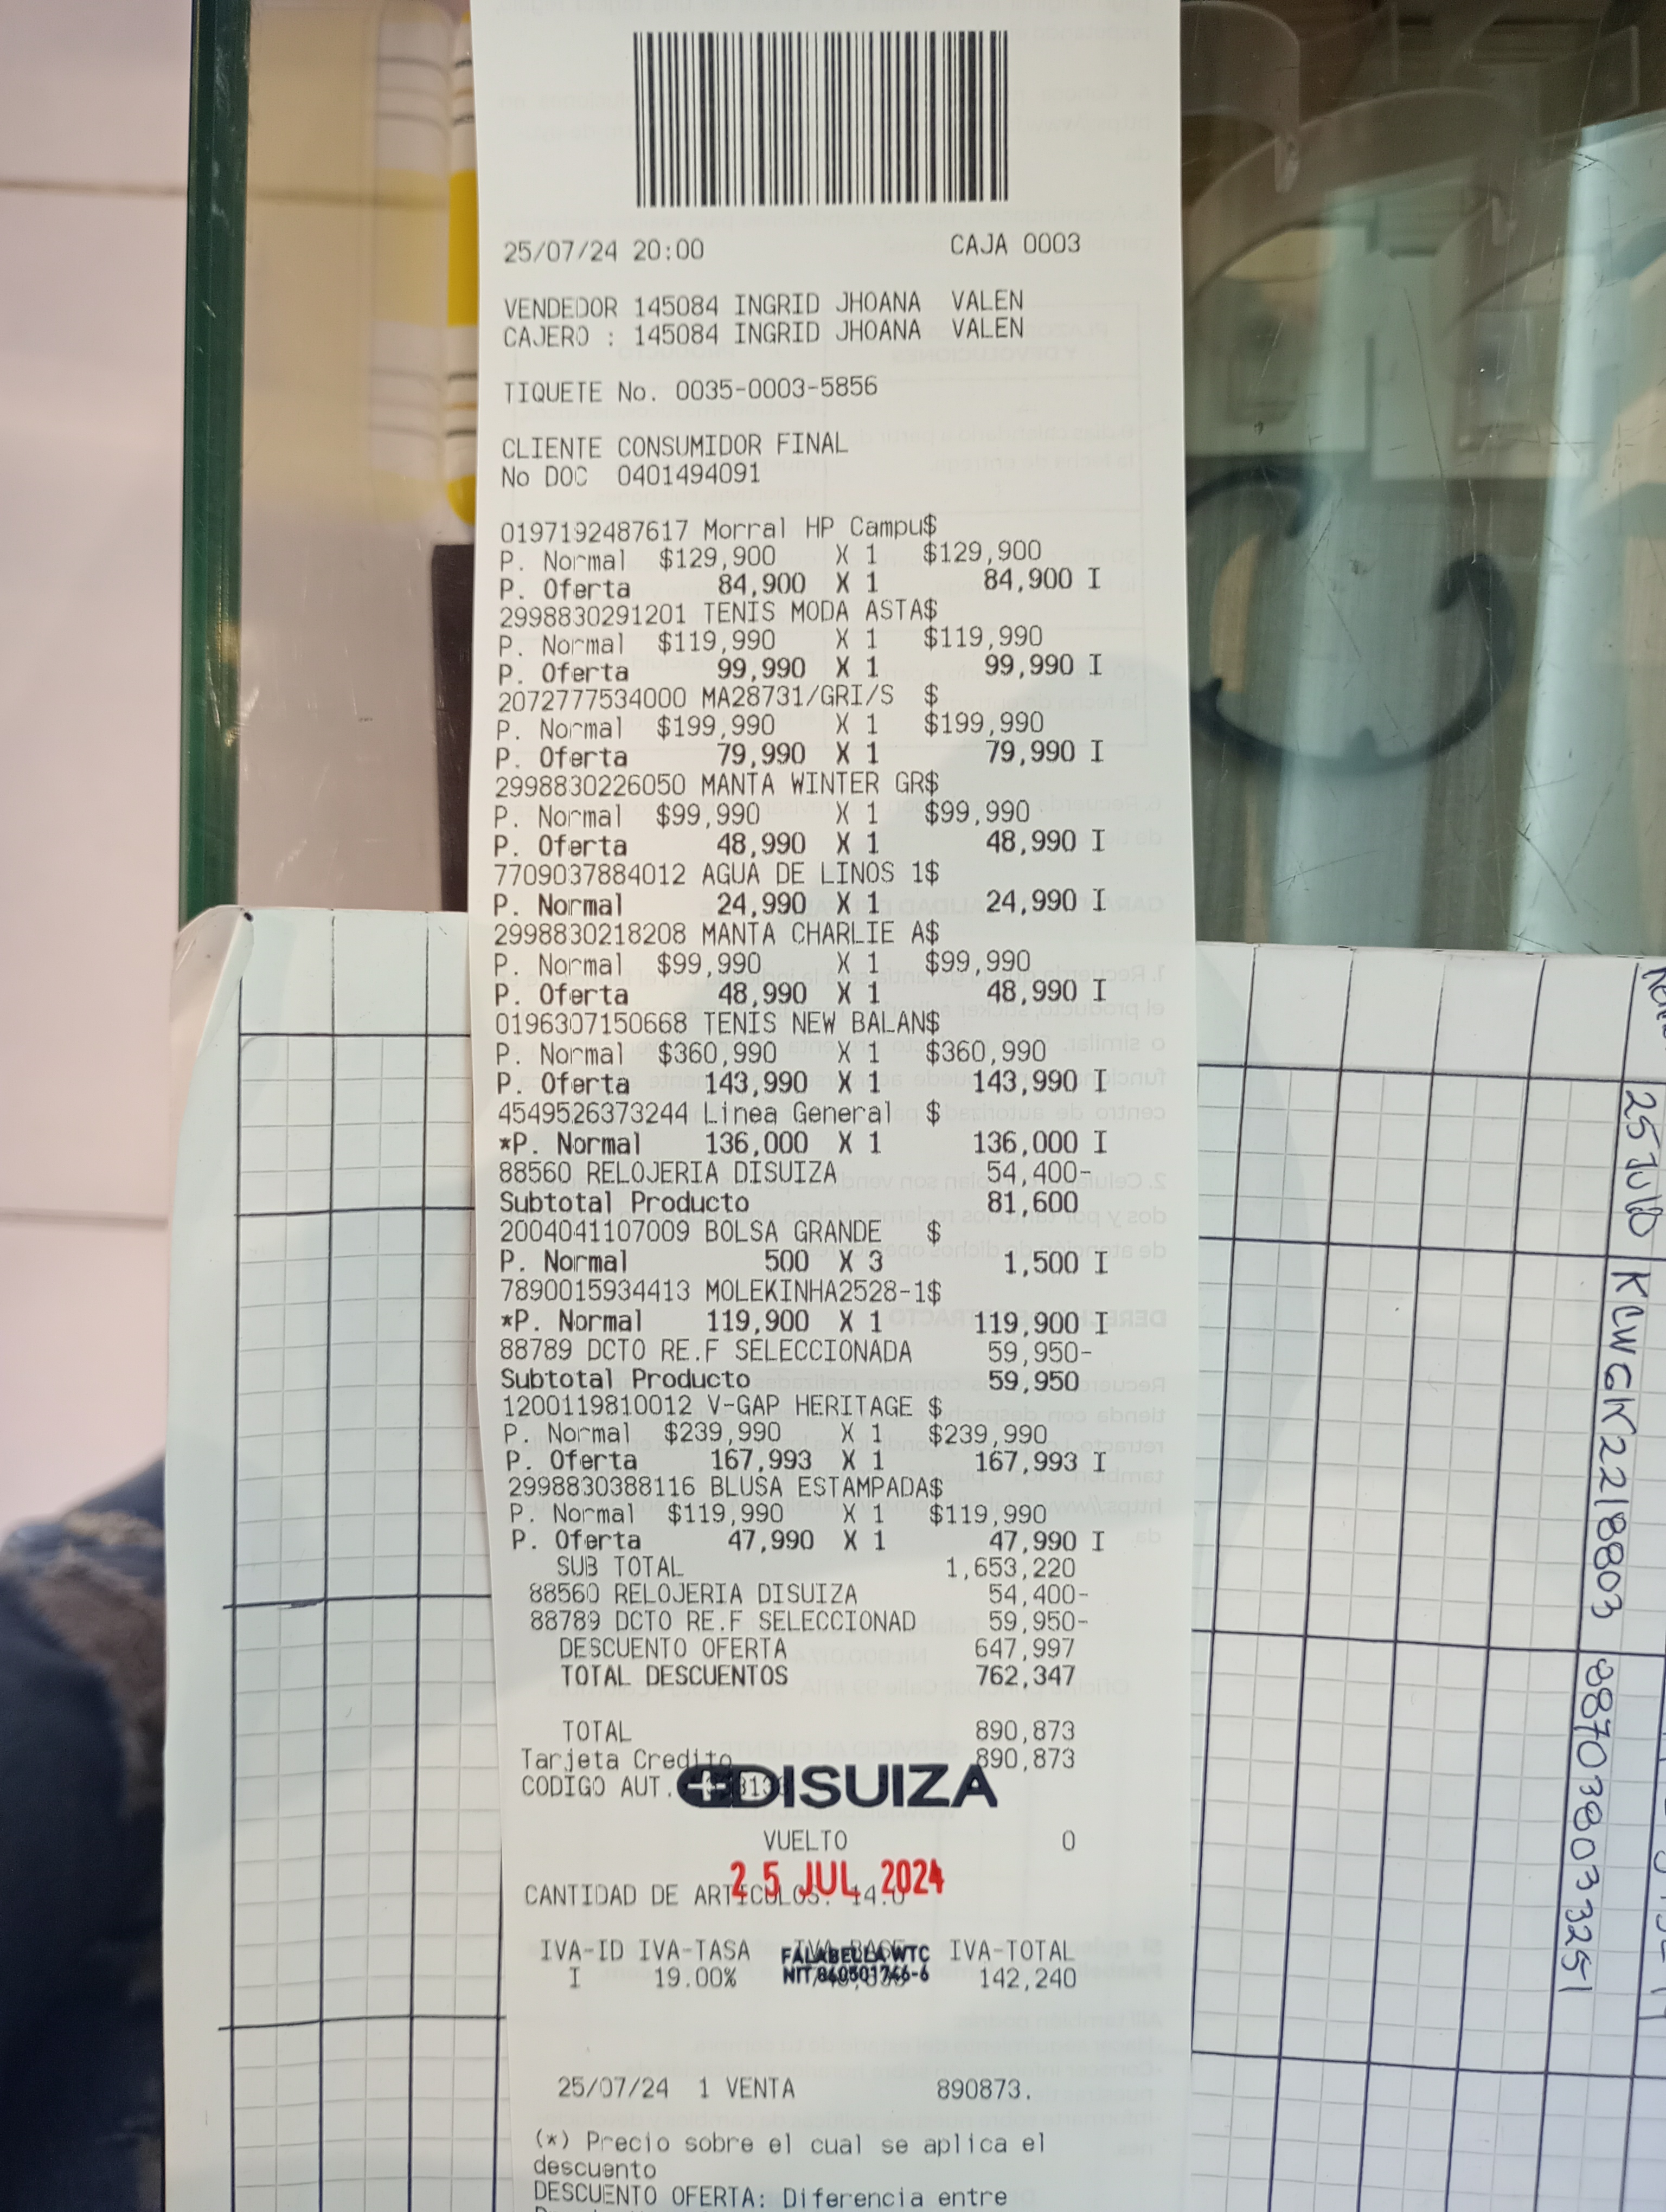 25/07/24 20:00 CAJA 0003
VENDEDOR 145084 INGRID JHOANA VALEN
CAJERO : 145084 INGRID JHOANA VALEN
TIQUETE No. 0035-0003-5856
CLIENTE CONSUMIDOR FINAL
No DOC 0401494091
0197192487617 Morral HP Campu$
P. Normal $129,900 X 1 $129,900
P. Oferta 84,900 X 1 84,900 I
2998830291201 TENIS MODA ASTA$
P. Normal $119,990 X 1 $119,990
P. Oferta 99,990 X 1 99,990 I
2072777534000 MA28731/GRI/S $
P. Normal $199,990 X 1 $199,990
P. Oferta 79,990 X 1 79,990 I
2998830226050 MANTA WINTER GR$
P. Normal $99,990 X 1 $99,990
P. Oferta 48,990 X 1 48,990 I
7709037884012 AGUA DE LINOS 1$
P. Normal 24,990 X 1 24,990 I
2998830218208 MANTA CHARLIE A$
P. Normal $99,990 X 1 $99,990
P. Oferta 48,990 X 1 48,990 I
0196307150668 TENIS NEW BALAN$
P. Normal $360,990 X 1 $360,990
P. Oferta 143,990 X 1 143,990 I
4549526373244 Linea General $
*P. Normal 136,000 X 1 136,000 I
88560 RELOJERIA DISUIZA 54,400-
Subtotal Producto 81,600
2004041107009 BOLSA GRANDE $
P. Normal 500 X 3 1,500 I
7890015934413 MOLEKINHA2528-1$
*P. Normal 119,900 X 1 119,900 I
88789 DCTO RE.F SELECCIONADA 59,950-
Subtotal Producto 59,950
1200119810012 V-GAP HERITAGE $
P. Normal $239,990 X 1 $239,990
P. Oferta 167,993 X 1 167,993 I
2998830388116 BLUSA ESTAMPADA$
P. Normal $119,990 X 1 $119,990
P. Oferta 47,990 X 1 47,990 I
SUB TOTAL 1,653,220
88560 RELOJERIA DISUIZA 54,400-
88789 DCTO RE.F SELECCIONAD 59,950-
DESCUENTO OFERTA 647,997
TOTAL DESCUENTOS 762,347
TOTAL 890,873
Tarjeta Credito 890,873
CODIGO AUT.
DISUIZA
VUELTO 0
25 JUL 2024
CANTIDAD DE ARTICULOS: 14.0
IVA-ID IVA-TASA IVA-BASE IVA-TOTAL
I 19.00% 142,240
FALABELLA WTC
NIT 860501746-6
25/07/24 1 VENTA 890873.
(*) Precio sobre el cual se aplica el
descuento
DESCUENTO OFERTA: Diferencia entre
25 Julio KCWGK2218803 887038033251